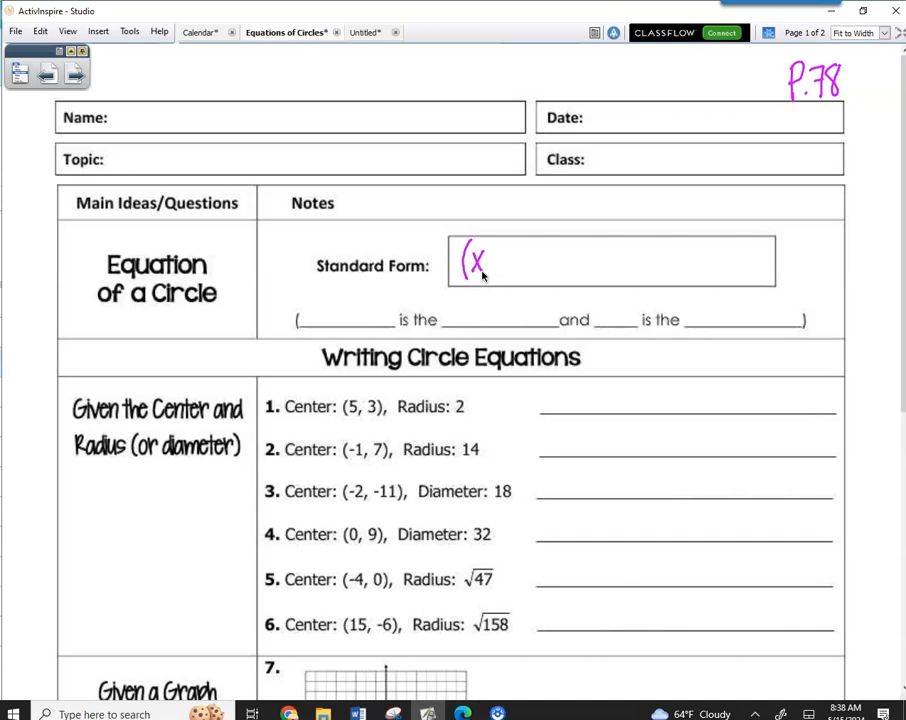 ActivInspire - Studio
File Edit View Insert Tools Help Calendar* Equations of Circles* Untitled* CLASSFLOW Connect Page 1 of 2 Fit to Width
P.78
Name: Date:
Topic: Class:
Main Ideas/Questions Notes
Equation
of a Circle
Standard Form: (x
(__________ is the ____________and _____ is the ____________)
Writing Circle Equations
Given the Center and
Radius (or diameter)
1. Center: (5, 3), Radius: 2
2. Center: (-1, 7), Radius: 14
3. Center: (-2, -11), Diameter: 18
4. Center: (0, 9), Diameter: 32
5. Center: (-4, 0), Radius: √47
6. Center: (15, -6), Radius: √158
Given a Graph
7.
Type here to search 64°F Cloudy 8:38 AM